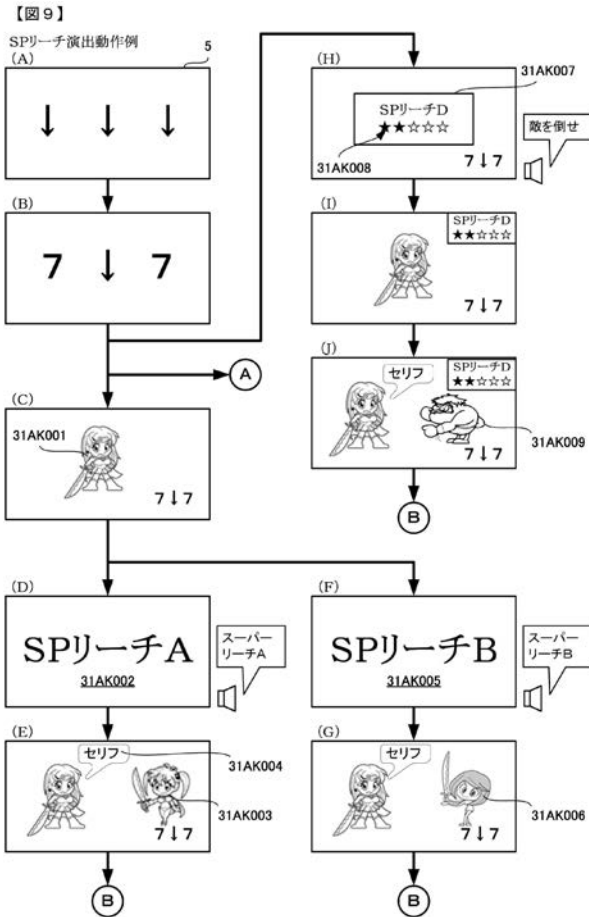 【図9】
SPリーチ演出動作例
(A)
5
↓ ↓ ↓
(B)
7 ↓ 7
A
(C)
31AK001
7↓7
(D)
SPリーチA
31AK002
スーパー
リーチA
(E)
セリフ
31AK004
31AK003
7↓7
B
(F)
SPリーチB
31AK005
スーパー
リーチB
(G)
セリフ
31AK006
7↓7
B
(H)
31AK007
SPリーチD
★★☆☆☆
31AK008
7↓7
敵を倒せ
(I)
SPリーチD
★★☆☆☆
7↓7
(J)
セリフ
SPリーチD
★★☆☆☆
31AK009
7↓7
B